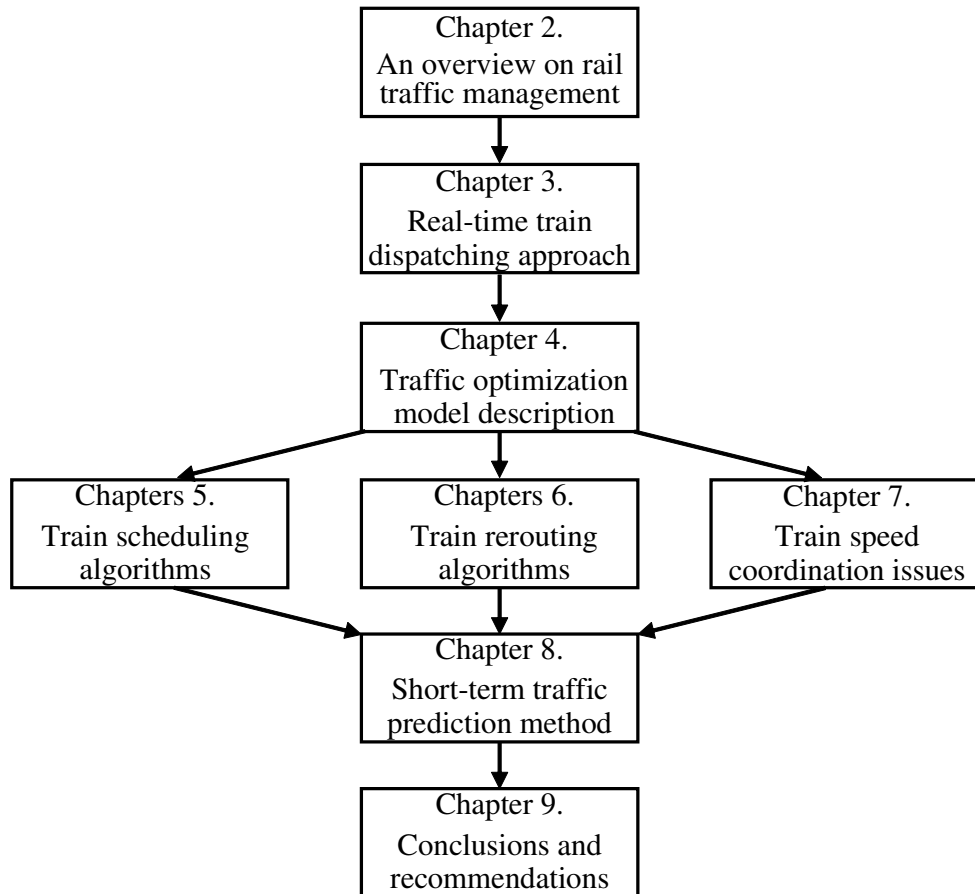 Chapter 2.
An overview on rail
traffic management
Chapter 3.
Real-time train
dispatching approach
Chapter 4.
Traffic optimization
model description
Chapters 5.
Train scheduling
algorithms
Chapters 6.
Train rerouting
algorithms
Chapter 7.
Train speed
coordination issues
Chapter 8.
Short-term traffic
prediction method
Chapter 9.
Conclusions and
recommendations